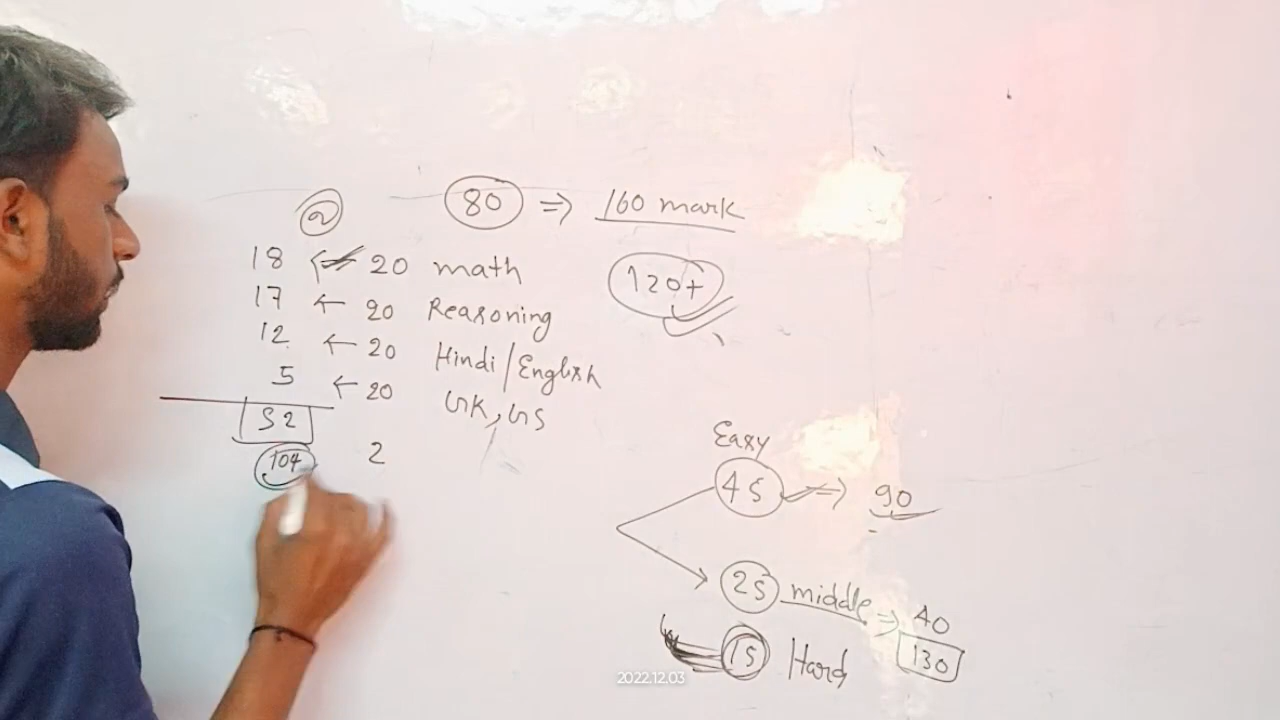 2
80 => 160 mark
18 ← 20 math
120+
17 ← 20 Reasoning
12 ← 20 Hindi/English
5 ← 20 GK, GS
52
104 2
Easy
45 => 90
25 middle => 40
15 Hard 130
2022.12.03